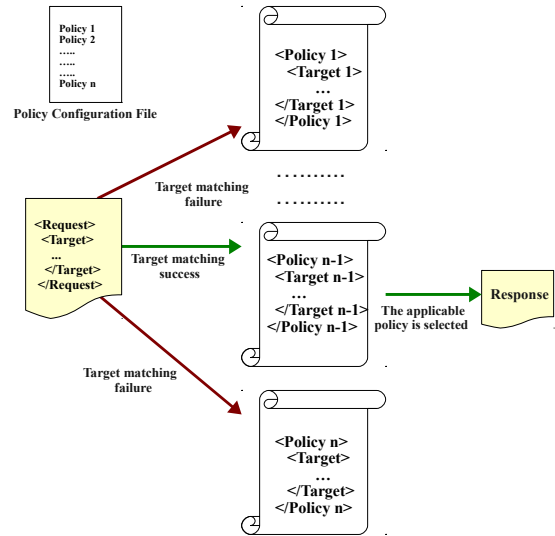 Policy 1
Policy 2
.....
.....
.....
Policy n
Policy Configuration File
<Policy 1>
<Target 1>
...
</Target 1>
</Policy 1>
Target matching
failure
..........
..........
<Request>
<Target>
...
</Target>
</Request>
Target matching
success
<Policy n-1>
<Target n-1>
...
</Target n-1>
</Policy n-1>
The applicable
policy is selected
Response
Target matching
failure
<Policy n>
<Target>
...
</Target>
</Policy n>